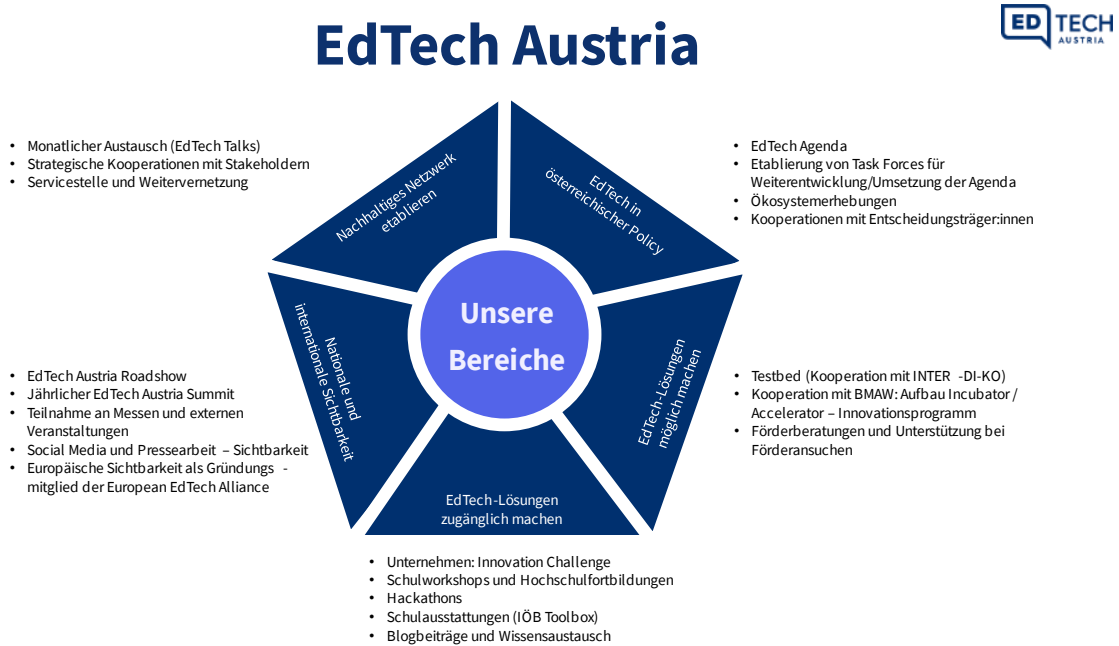 EdTech Austria
ED TECH
AUSTRIA
• Monatlicher Austausch (EdTech Talks)
• Strategische Kooperationen mit Stakeholdern
• Servicestelle und Weitervernetzung
Nachhaltiges Netzwerk
etablieren
EdTech in
österreichischer Policy
• EdTech Agenda
• Etablierung von Task Forces für
Weiterentwicklung/Umsetzung der Agenda
• Ökosystemerhebungen
• Kooperationen mit Entscheidungsträger:innen
Unsere
Bereiche
• EdTech Austria Roadshow
• Jährlicher EdTech Austria Summit
• Teilnahme an Messen und externen
Veranstaltungen
• Social Media und Pressearbeit – Sichtbarkeit
• Europäische Sichtbarkeit als Gründungs -
mitglied der European EdTech Alliance
Nationale und
internationale Sichtbarkeit
EdTech-Lösungen
möglich machen
• Testbed (Kooperation mit INTER -DI-KO)
• Kooperation mit BMAW: Aufbau Incubator /
Accelerator – Innovationsprogramm
• Förderberatungen und Unterstützung bei
Förderansuchen
EdTech-Lösungen
zugänglich machen
• Unternehmen: Innovation Challenge
• Schulworkshops und Hochschulfortbildungen
• Hackathons
• Schulausstattungen (IÖB Toolbox)
• Blogbeiträge und Wissensaustausch